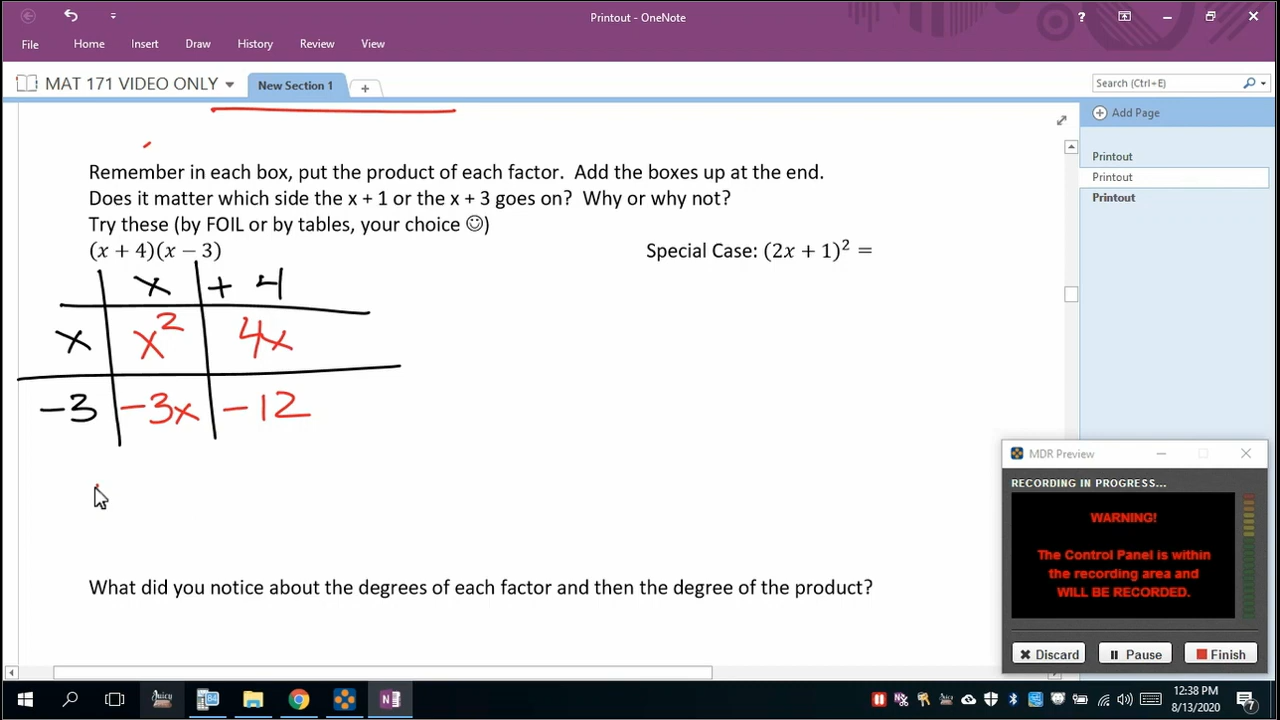 Printout - OneNote
?
File Home Insert Draw History Review View
MAT 171 VIDEO ONLY New Section 1 +
Search (Ctrl+E)
Add Page
Printout
Printout
Printout
Remember in each box, put the product of each factor. Add the boxes up at the end.
Does it matter which side the x + 1 or the x + 3 goes on? Why or why not?
Try these (by FOIL or by tables, your choice ☺)
(x + 4)(x − 3) Special Case: (2x + 1)² =
x + 4
x x² 4x
-3 -3x -12
What did you notice about the degrees of each factor and then the degree of the product?
MDR Preview
RECORDING IN PROGRESS...
WARNING!
The Control Panel is within
the recording area and
WILL BE RECORDED.
Discard Pause Finish
12:38 PM
8/13/2020
7